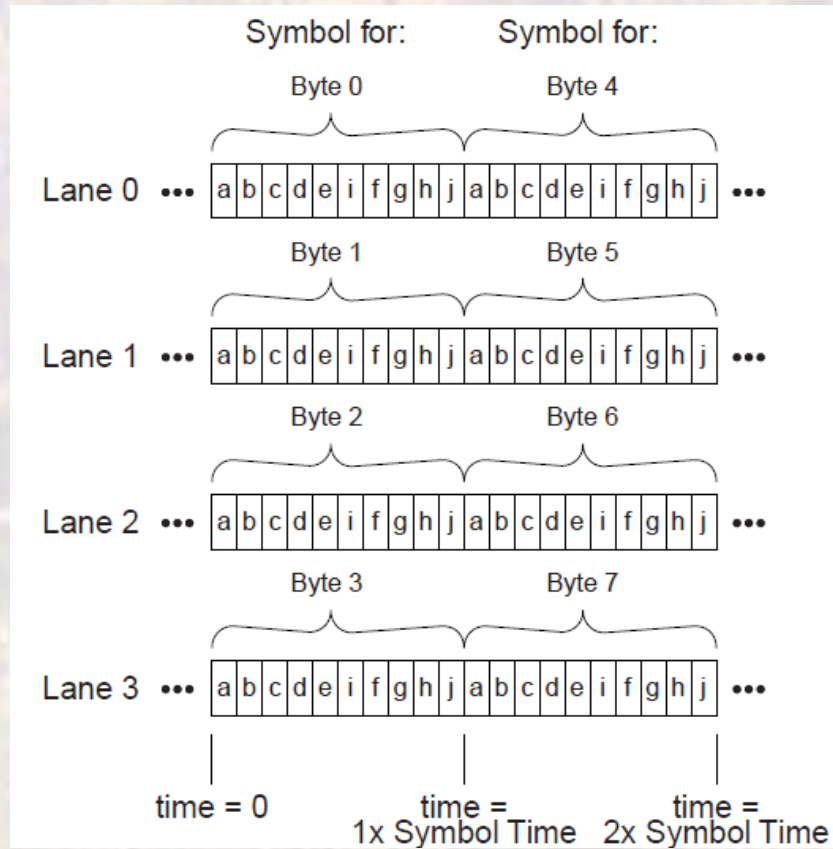 Symbol for: Symbol for:
Byte 0 Byte 4
Lane 0 ••• a b c d e i f g h j a b c d e i f g h j •••
Byte 1 Byte 5
Lane 1 ••• a b c d e i f g h j a b c d e i f g h j •••
Byte 2 Byte 6
Lane 2 ••• a b c d e i f g h j a b c d e i f g h j •••
Byte 3 Byte 7
Lane 3 ••• a b c d e i f g h j a b c d e i f g h j •••
time = 0 time = time =
1x Symbol Time 2x Symbol Time